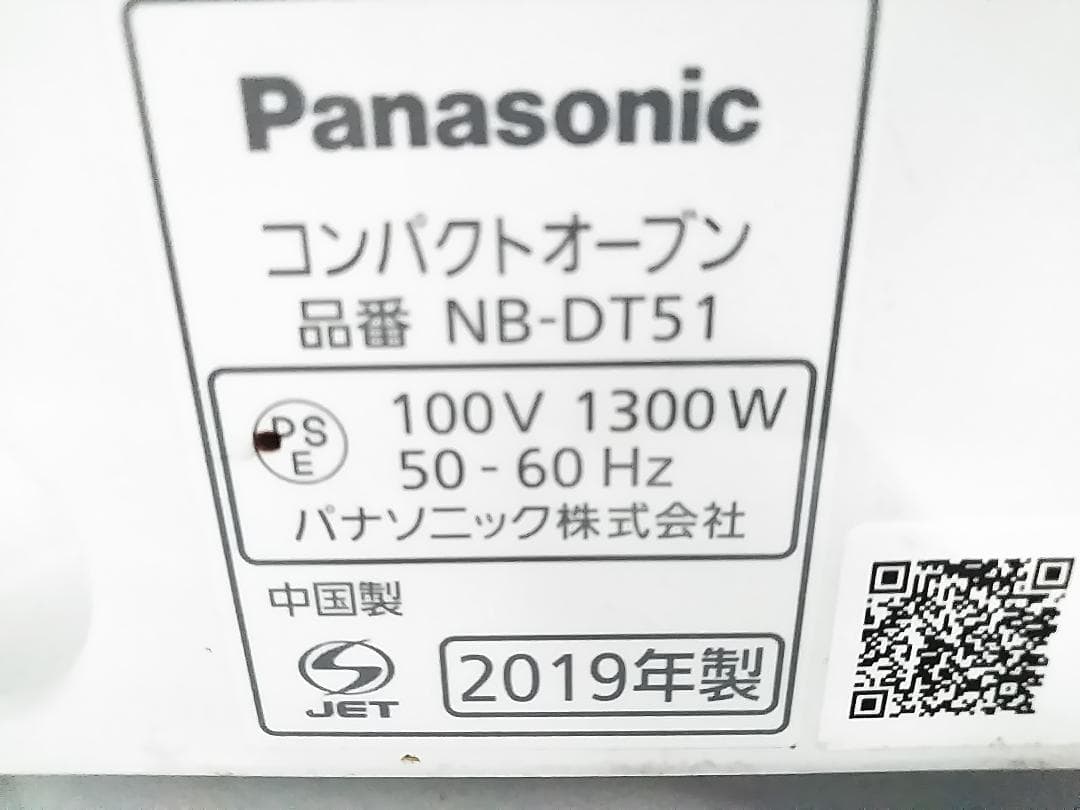 Panasonic
コンパクトオーブン
品番 NB-DT51
PS
E
100V 1300W
50-60Hz
パナソニック株式会社
中国製
JET
2019年製